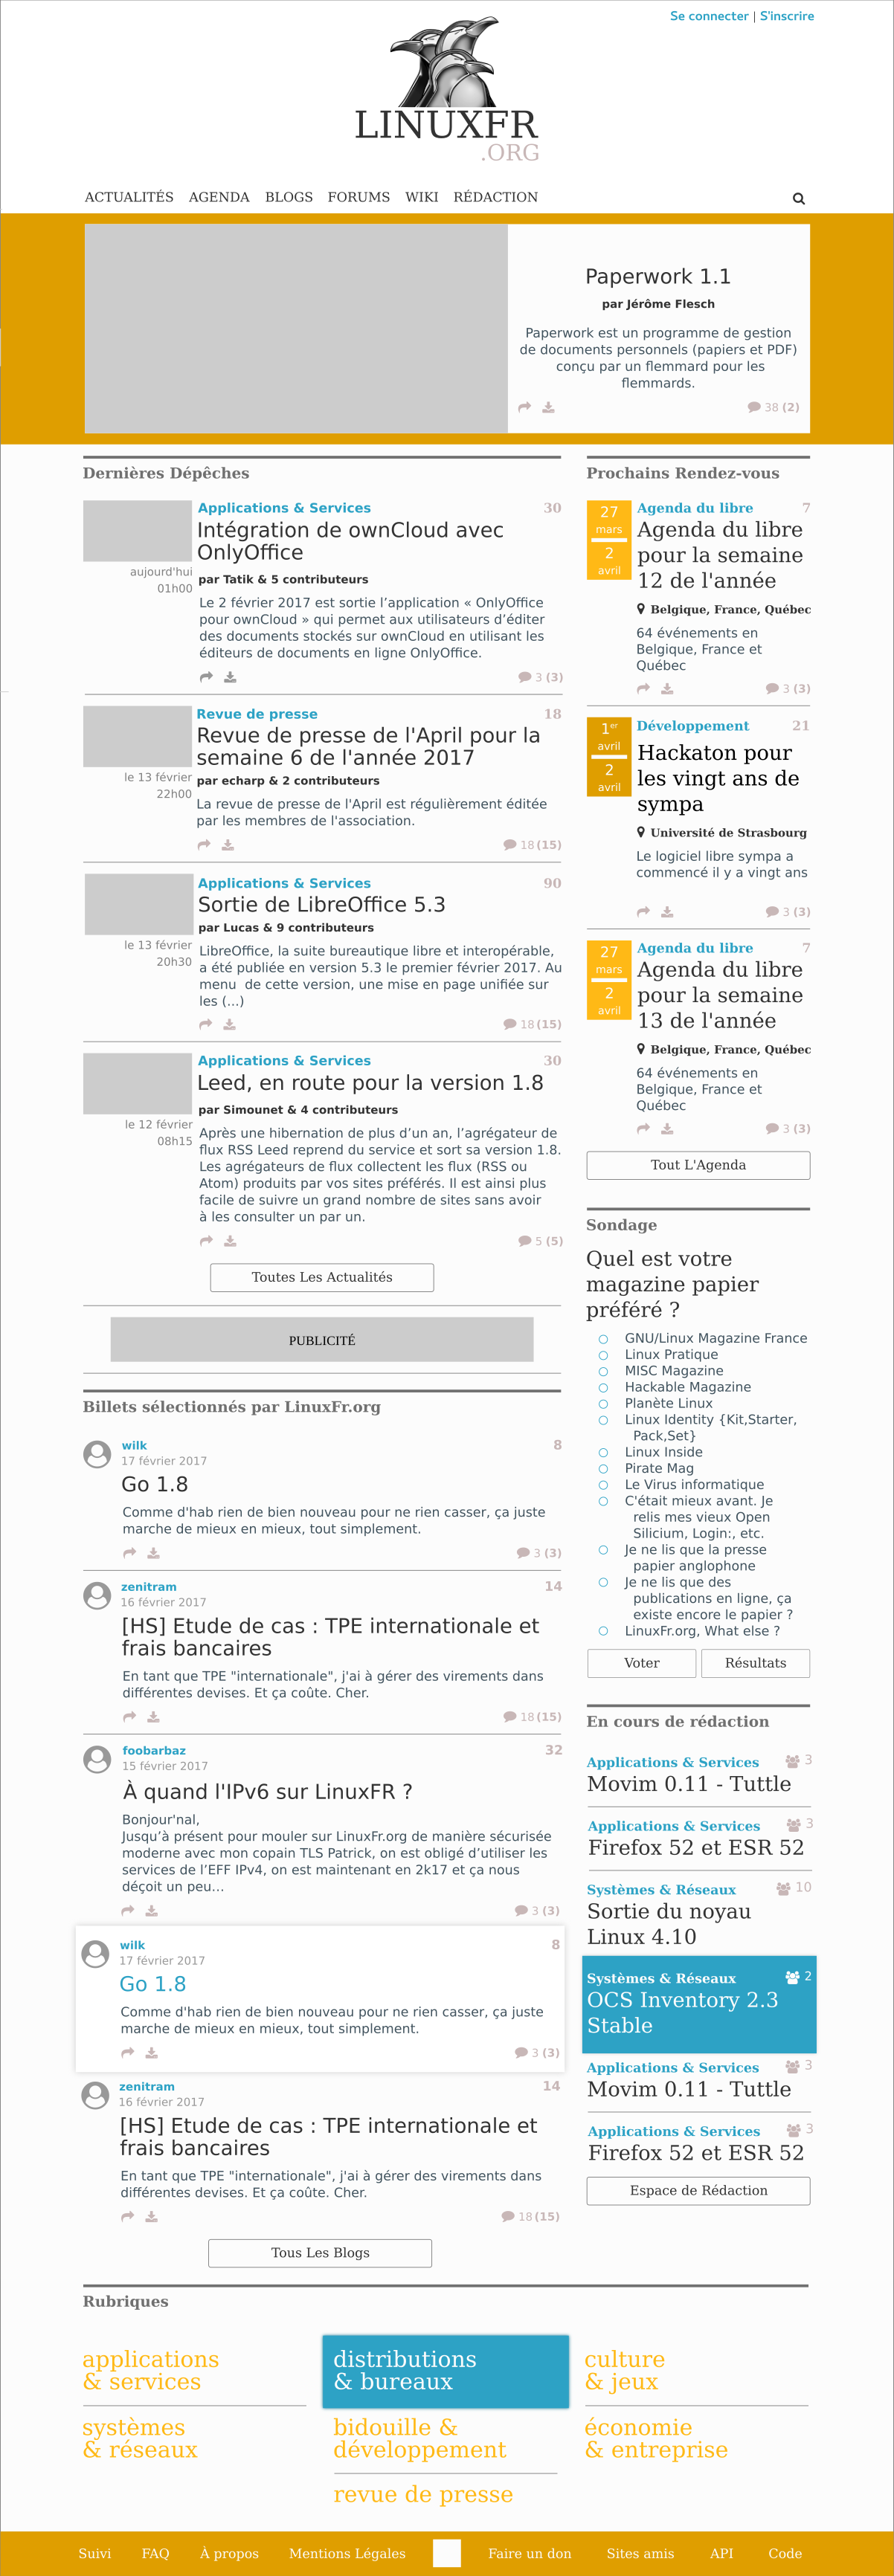 Se connecter | S'inscrire
LINUXFR
.ORG
ACTUALITÉS AGENDA BLOGS FORUMS WIKI RÉDACTION
Paperwork 1.1
par Jérôme Flesch
Paperwork est un programme de gestion
de documents personnels (papiers et PDF)
conçu par un flemmard pour les
flemmards.
38 (2)
Dernières Dépêches
Applications & Services 30
Intégration de ownCloud avec
OnlyOffice
aujourd'hui
01h00
par Tatik & 5 contributeurs
Le 2 février 2017 est sortie l’application « OnlyOffice
pour ownCloud » qui permet aux utilisateurs d’éditer
des documents stockés sur ownCloud en utilisant les
éditeurs de documents en ligne OnlyOffice.
3 (3)
Revue de presse 18
Revue de presse de l'April pour la
semaine 6 de l'année 2017
le 13 février
22h00
par echarp & 2 contributeurs
La revue de presse de l'April est régulièrement éditée
par les membres de l'association.
18 (15)
Applications & Services 90
Sortie de LibreOffice 5.3
par Lucas & 9 contributeurs
le 13 février
20h30
LibreOffice, la suite bureautique libre et interopérable,
a été publiée en version 5.3 le premier février 2017. Au
menu de cette version, une mise en page unifiée sur
les (...)
18 (15)
Applications & Services 30
Leed, en route pour la version 1.8
par Simounet & 4 contributeurs
le 12 février
08h15
Après une hibernation de plus d’un an, l’agrégateur de
flux RSS Leed reprend du service et sort sa version 1.8.
Les agrégateurs de flux collectent les flux (RSS ou
Atom) produits par vos sites préférés. Il est ainsi plus
facile de suivre un grand nombre de sites sans avoir
à les consulter un par un.
5 (5)
Toutes Les Actualités
PUBLICITÉ
Billets sélectionnés par LinuxFr.org
wilk 8
17 février 2017
Go 1.8
Comme d'hab rien de bien nouveau pour ne rien casser, ça juste
marche de mieux en mieux, tout simplement.
3 (3)
zenitram 14
16 février 2017
[HS] Etude de cas : TPE internationale et
frais bancaires
En tant que TPE "internationale", j'ai à gérer des virements dans
différentes devises. Et ça coûte. Cher.
18 (15)
foobarbaz 32
15 février 2017
À quand l'IPv6 sur LinuxFR ?
Bonjour'nal,
Jusqu’à présent pour mouler sur LinuxFr.org de manière sécurisée
moderne avec mon copain TLS Patrick, on est obligé d’utiliser les
services de l’EFF IPv4, on est maintenant en 2k17 et ça nous
déçoit un peu…
3 (3)
wilk 8
17 février 2017
Go 1.8
Comme d'hab rien de bien nouveau pour ne rien casser, ça juste
marche de mieux en mieux, tout simplement.
3 (3)
zenitram 14
16 février 2017
[HS] Etude de cas : TPE internationale et
frais bancaires
En tant que TPE "internationale", j'ai à gérer des virements dans
différentes devises. Et ça coûte. Cher.
18 (15)
Tous Les Blogs
Prochains Rendez-vous
27
mars
2
avril
Agenda du libre 7
Agenda du libre
pour la semaine
12 de l'année
Belgique, France, Québec
64 événements en
Belgique, France et
Québec
3 (3)
1er
avril
2
avril
Développement 21
Hackaton pour
les vingt ans de
sympa
Université de Strasbourg
Le logiciel libre sympa a
commencé il y a vingt ans
3 (3)
27
mars
2
avril
Agenda du libre 7
Agenda du libre
pour la semaine
13 de l'année
Belgique, France, Québec
64 événements en
Belgique, France et
Québec
3 (3)
Tout L'Agenda
Sondage
Quel est votre
magazine papier
préféré ?
GNU/Linux Magazine France
Linux Pratique
MISC Magazine
Hackable Magazine
Planète Linux
Linux Identity {Kit,Starter,
Pack,Set}
Linux Inside
Pirate Mag
Le Virus informatique
C'était mieux avant. Je
relis mes vieux Open
Silicium, Login:, etc.
Je ne lis que la presse
papier anglophone
Je ne lis que des
publications en ligne, ça
existe encore le papier ?
LinuxFr.org, What else ?
Voter Résultats
En cours de rédaction
Applications & Services 3
Movim 0.11 - Tuttle
Applications & Services 3
Firefox 52 et ESR 52
Systèmes & Réseaux 10
Sortie du noyau
Linux 4.10
Systèmes & Réseaux 2
OCS Inventory 2.3
Stable
Applications & Services 3
Movim 0.11 - Tuttle
Applications & Services 3
Firefox 52 et ESR 52
Espace de Rédaction
Rubriques
applications
& services
distributions
& bureaux
culture
& jeux
systèmes
& réseaux
bidouille &
développement
économie
& entreprise
revue de presse
Suivi FAQ À propos Mentions Légales Faire un don Sites amis API Code